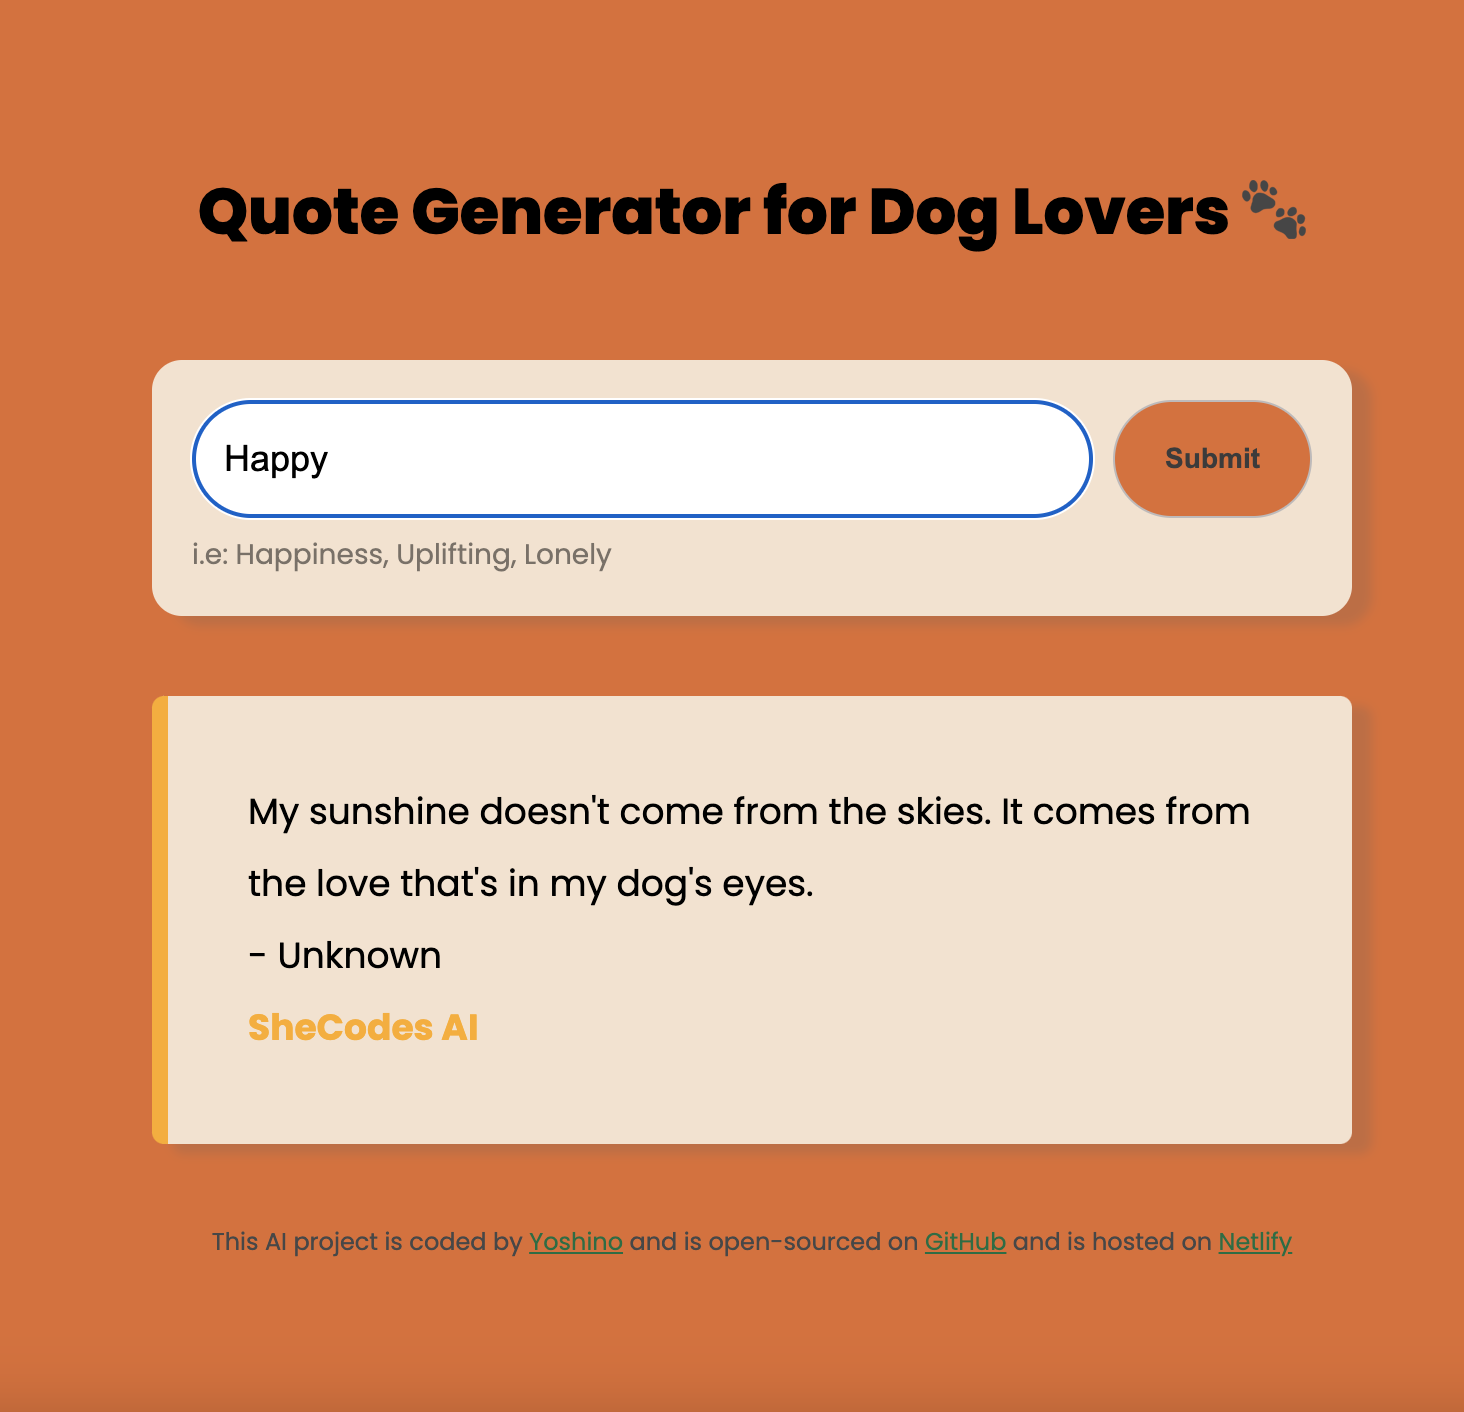 Quote Generator for Dog Lovers 🐾
Happy
Submit
i.e: Happiness, Uplifting, Lonely
My sunshine doesn't come from the skies. It comes from
the love that's in my dog's eyes.
- Unknown
SheCodes AI
This AI project is coded by Yoshino and is open-sourced on GitHub and is hosted on Netlify